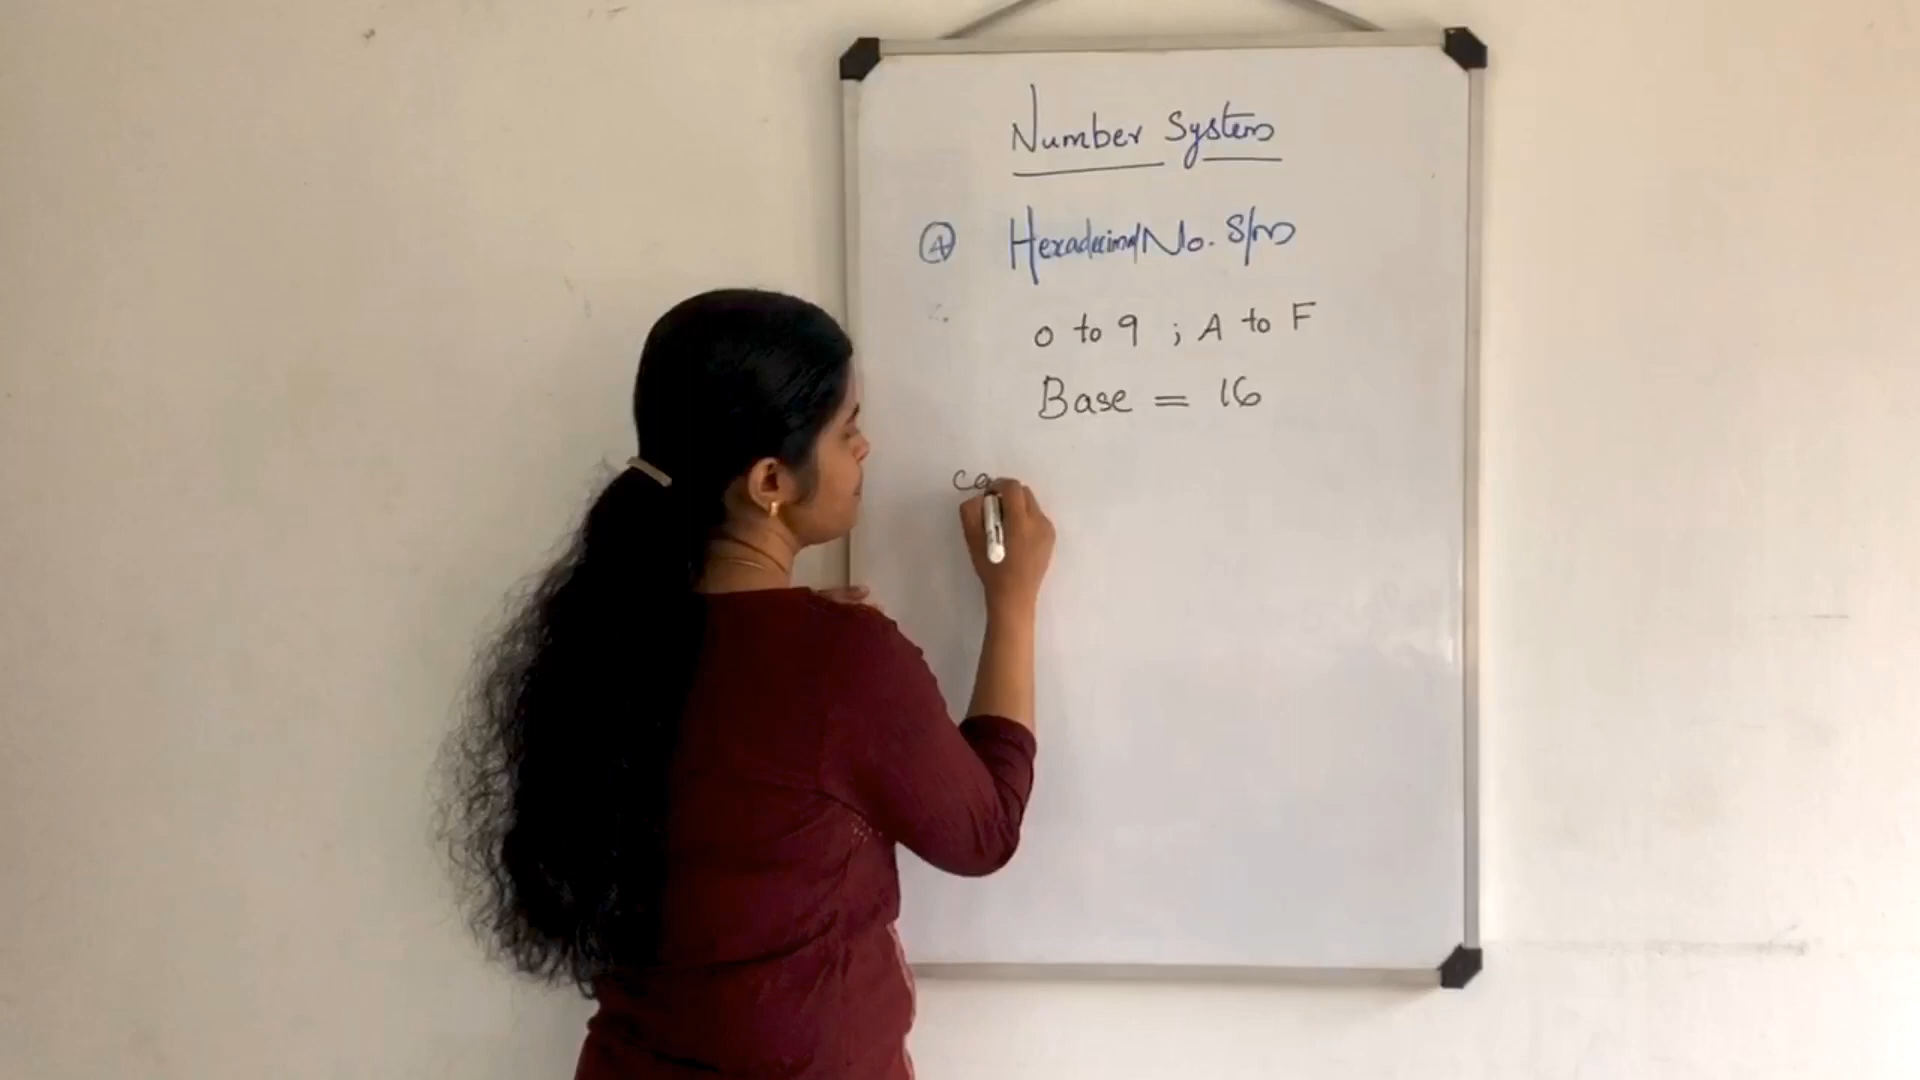 Number System
④ Hexadecimal No. S/m
0 to 9 ; A to F
Base = 16